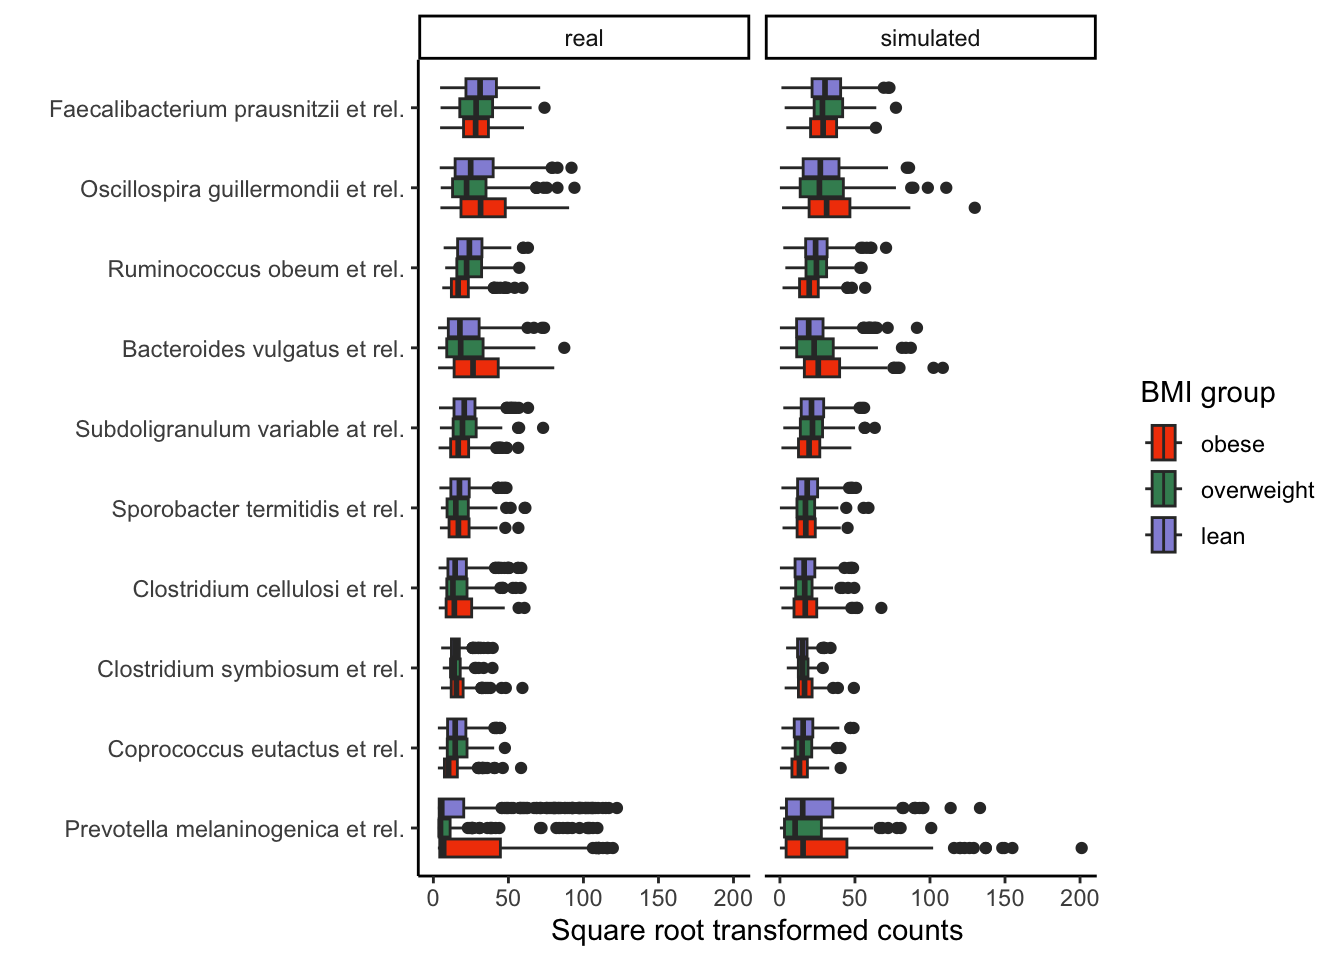 real
simulated
Faecalibacterium prausnitzii et rel.
Oscillospira guillermondii et rel.
Ruminococcus obeum et rel.
Bacteroides vulgatus et rel.
Subdoligranulum variable at rel.
Sporobacter termitidis et rel.
Clostridium cellulosi et rel.
Clostridium symbiosum et rel.
Coprococcus eutactus et rel.
Prevotella melaninogenica et rel.
0 50 100 150 200
0 50 100 150 200
Square root transformed counts
BMI group
obese
overweight
lean